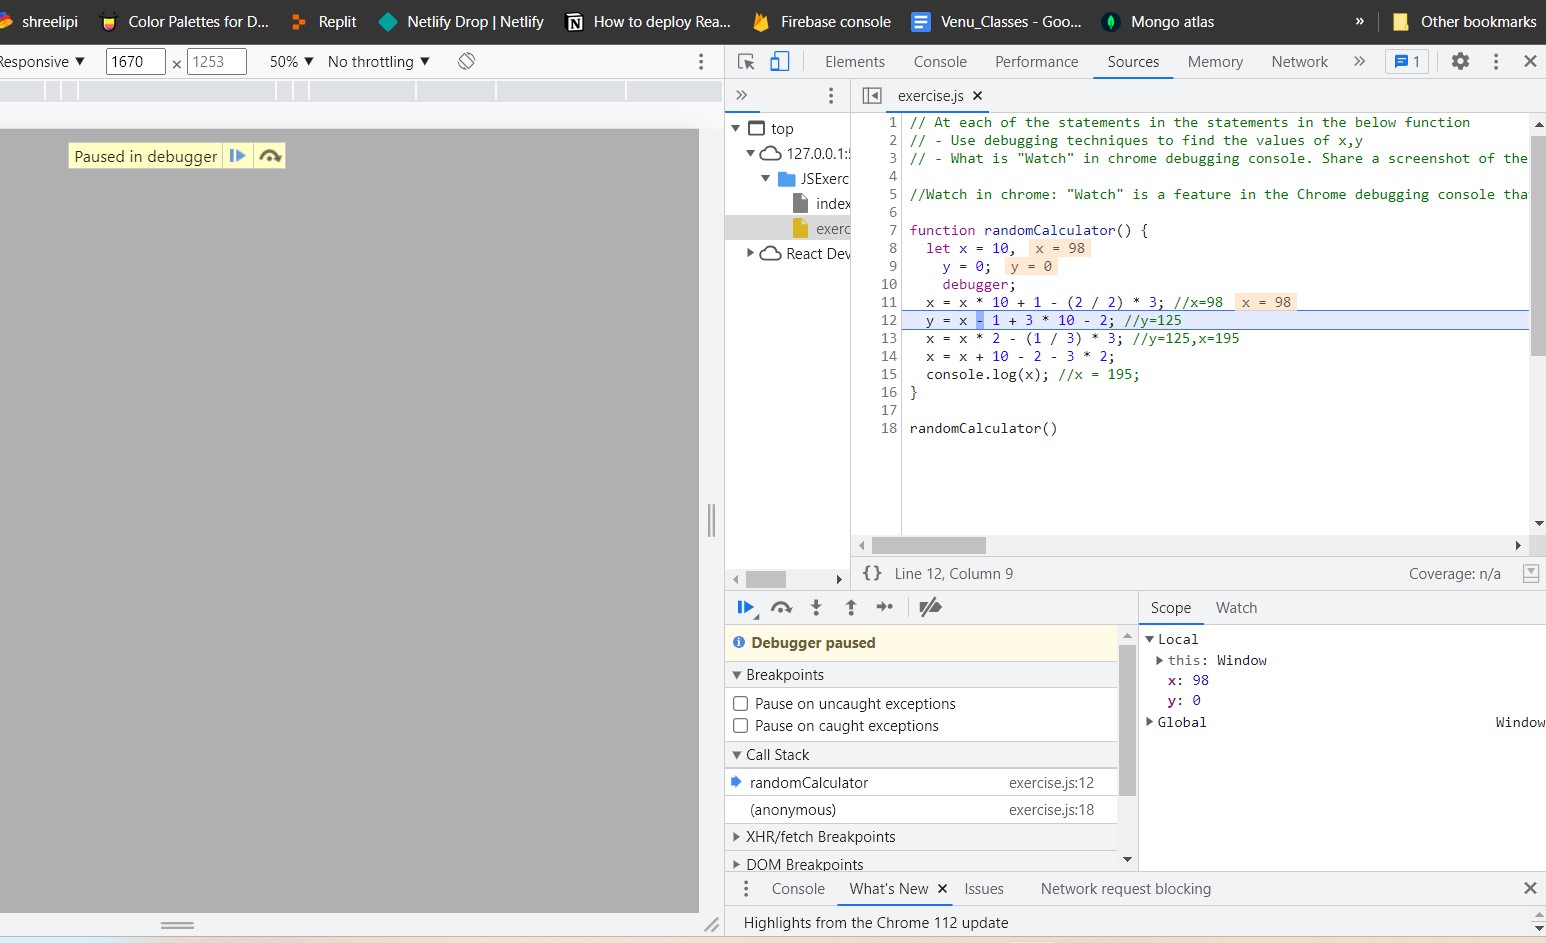 shreelipi Color Palettes for D... Replit Netlify Drop | Netlify How to deploy Rea... Firebase console Venu_Classes - Goo... Mongo atlas » Other bookmarks
Responsive ▼ 1670 × 1253 50% ▼ No throttling ▼
Elements Console Performance Sources Memory Network » 1
» exercise.js ×
Paused in debugger
top
127.0.0.1:
JSExerc
index
exerc
React Dev
1 // At each of the statements in the statements in the below function
2 // - Use debugging techniques to find the values of x,y
3 // - What is "Watch" in chrome debugging console. Share a screenshot of the
4
5 //Watch in chrome: "Watch" is a feature in the Chrome debugging console tha
6
7 function randomCalculator() {
8 let x = 10, x = 98
9 y = 0; y = 0
10 debugger;
11 x = x * 10 + 1 - (2 / 2) * 3; //x=98 x = 98
12 y = x - 1 + 3 * 10 - 2; //y=125
13 x = x * 2 - (1 / 3) * 3; //y=125,x=195
14 x = x + 10 - 2 - 3 * 2;
15 console.log(x); //x = 195;
16 }
17
18 randomCalculator()
{} Line 12, Column 9 Coverage: n/a
Debugger paused
Breakpoints
Pause on uncaught exceptions
Pause on caught exceptions
Call Stack
randomCalculator exercise.js:12
(anonymous) exercise.js:18
XHR/fetch Breakpoints
DOM Breakpoints
Scope Watch
Local
this: Window
x: 98
y: 0
Global Window
Console What's New × Issues Network request blocking
Highlights from the Chrome 112 update